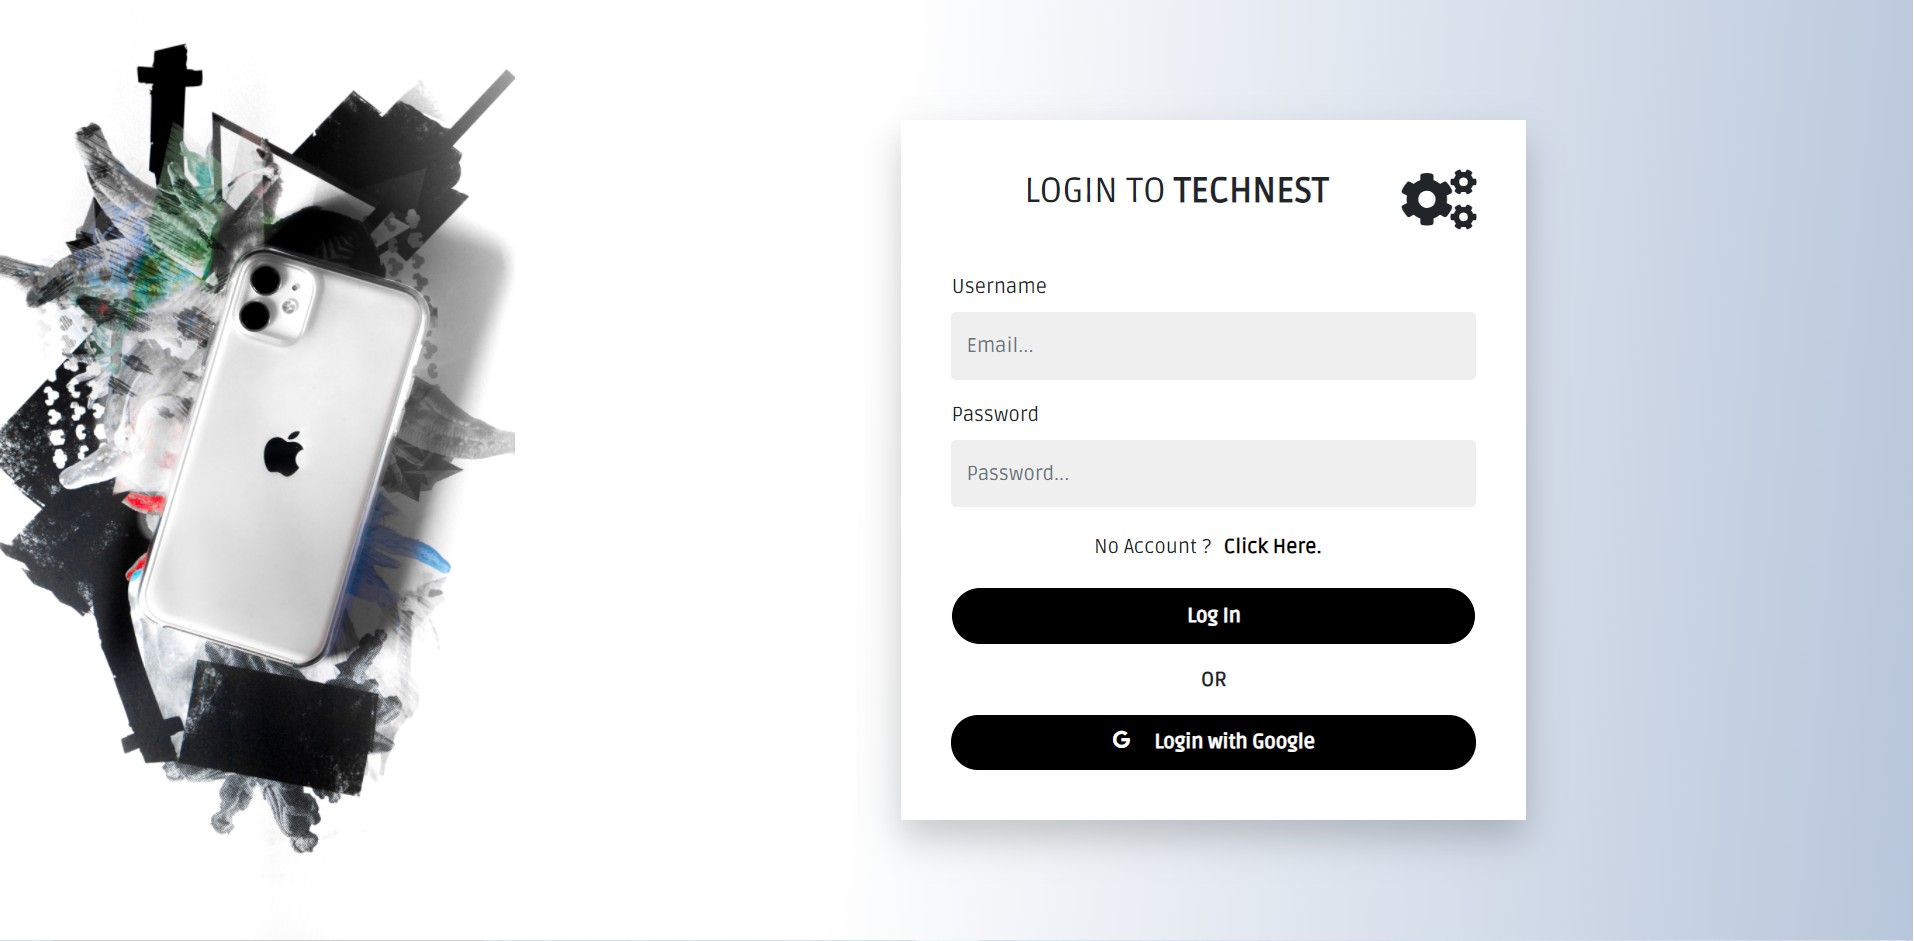 LOGIN TO TECHNEST
Username
Email...
Password
Password...
No Account ? Click Here.
Log In
OR
G Login with Google